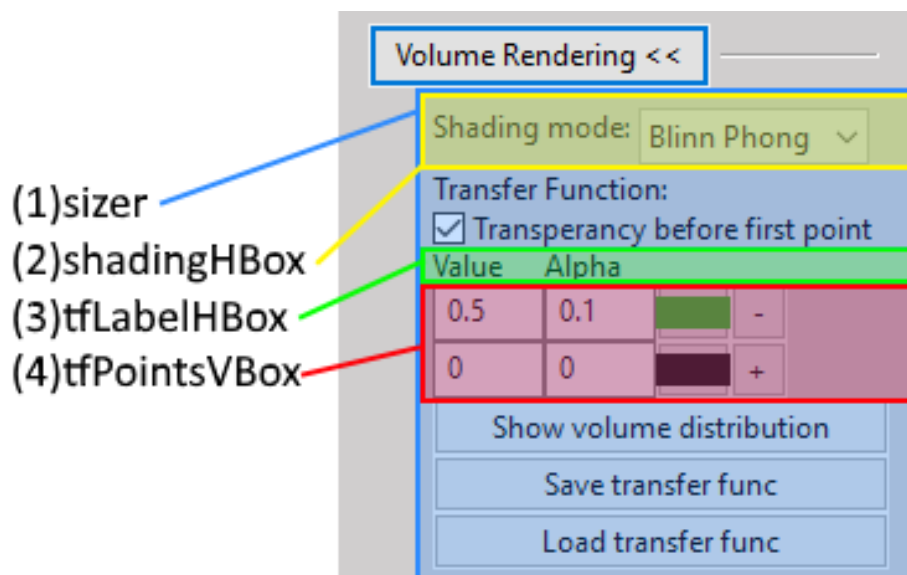 Volume Rendering <<
Shading mode: Blinn Phong
(1)sizer
Transfer Function:
Transperancy before first point
(2)shadingHBox
Value Alpha
(3)tfLabelHBox
0.5 0.1 -
(4)tfPointsVBox
0 0 +
Show volume distribution
Save transfer func
Load transfer func